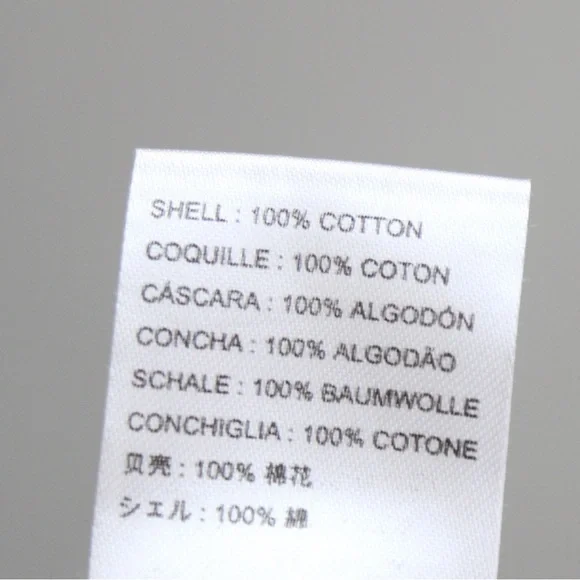 SHELL : 100% COTTON
COQUILLE : 100% COTON
CÁSCARA : 100% ALGODÓN
CONCHA : 100% ALGODÃO
SCHALE : 100% BAUMWOLLE
CONCHIGLIA : 100% COTONE
贝壳 : 100% 棉花
シェル : 100% 綿